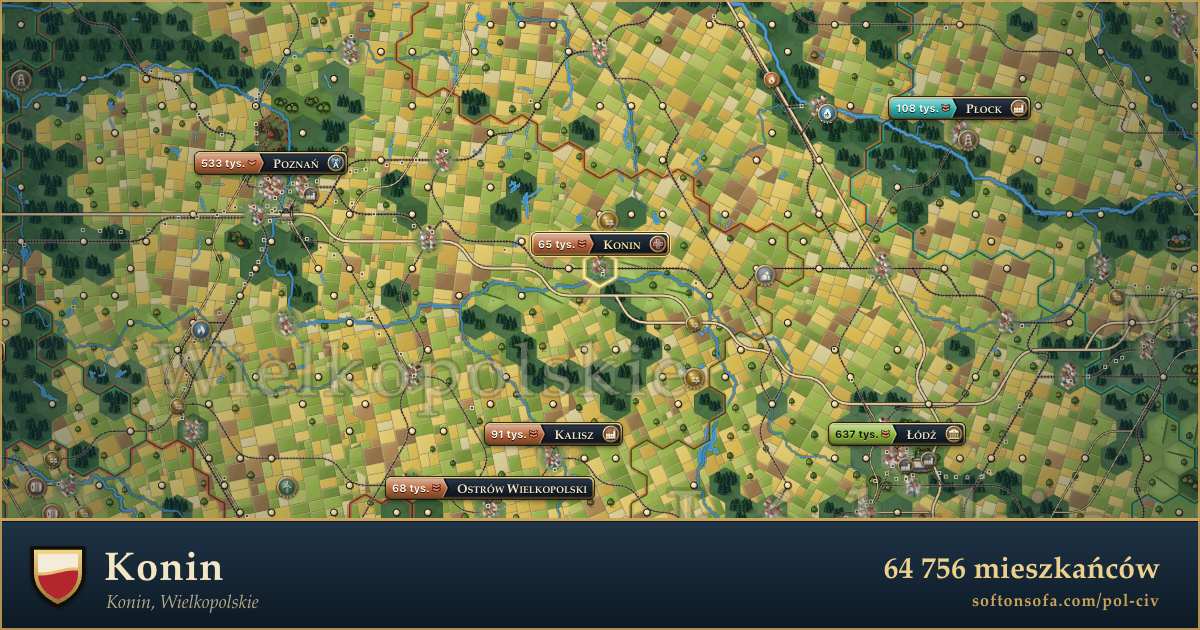 108 tys. PŁOCK
533 tys. POZNAŃ
65 tys. KONIN
Wielkopolskie
91 tys. KALISZ
637 tys. ŁÓDŹ
68 tys. OSTRÓW WIELKOPOLSKI
Konin
64 756 mieszkańców
Konin, Wielkopolskie
softonsofa.com/pol-civ